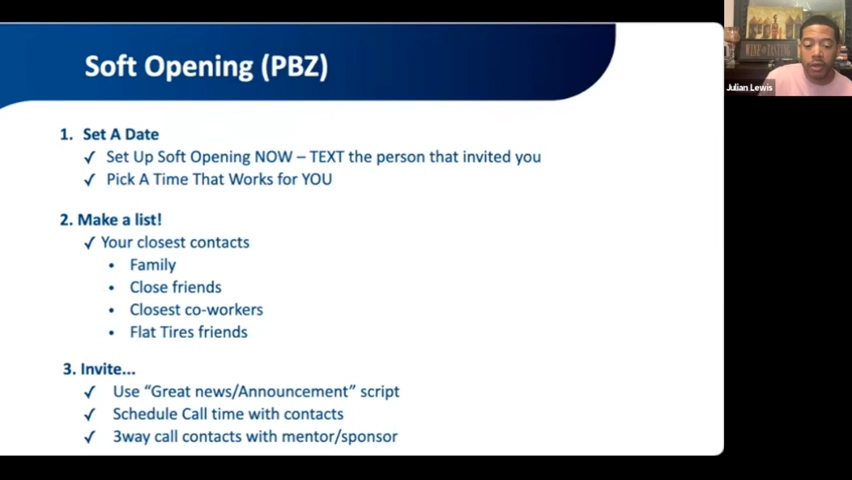 Soft Opening (PBZ)
1. Set A Date
✓ Set Up Soft Opening NOW – TEXT the person that invited you
✓ Pick A Time That Works for YOU
2. Make a list!
✓ Your closest contacts
• Family
• Close friends
• Closest co-workers
• Flat Tires friends
3. Invite...
✓ Use “Great news/Announcement” script
✓ Schedule Call time with contacts
✓ 3way call contacts with mentor/sponsor
WINE TASTING
Julian Lewis